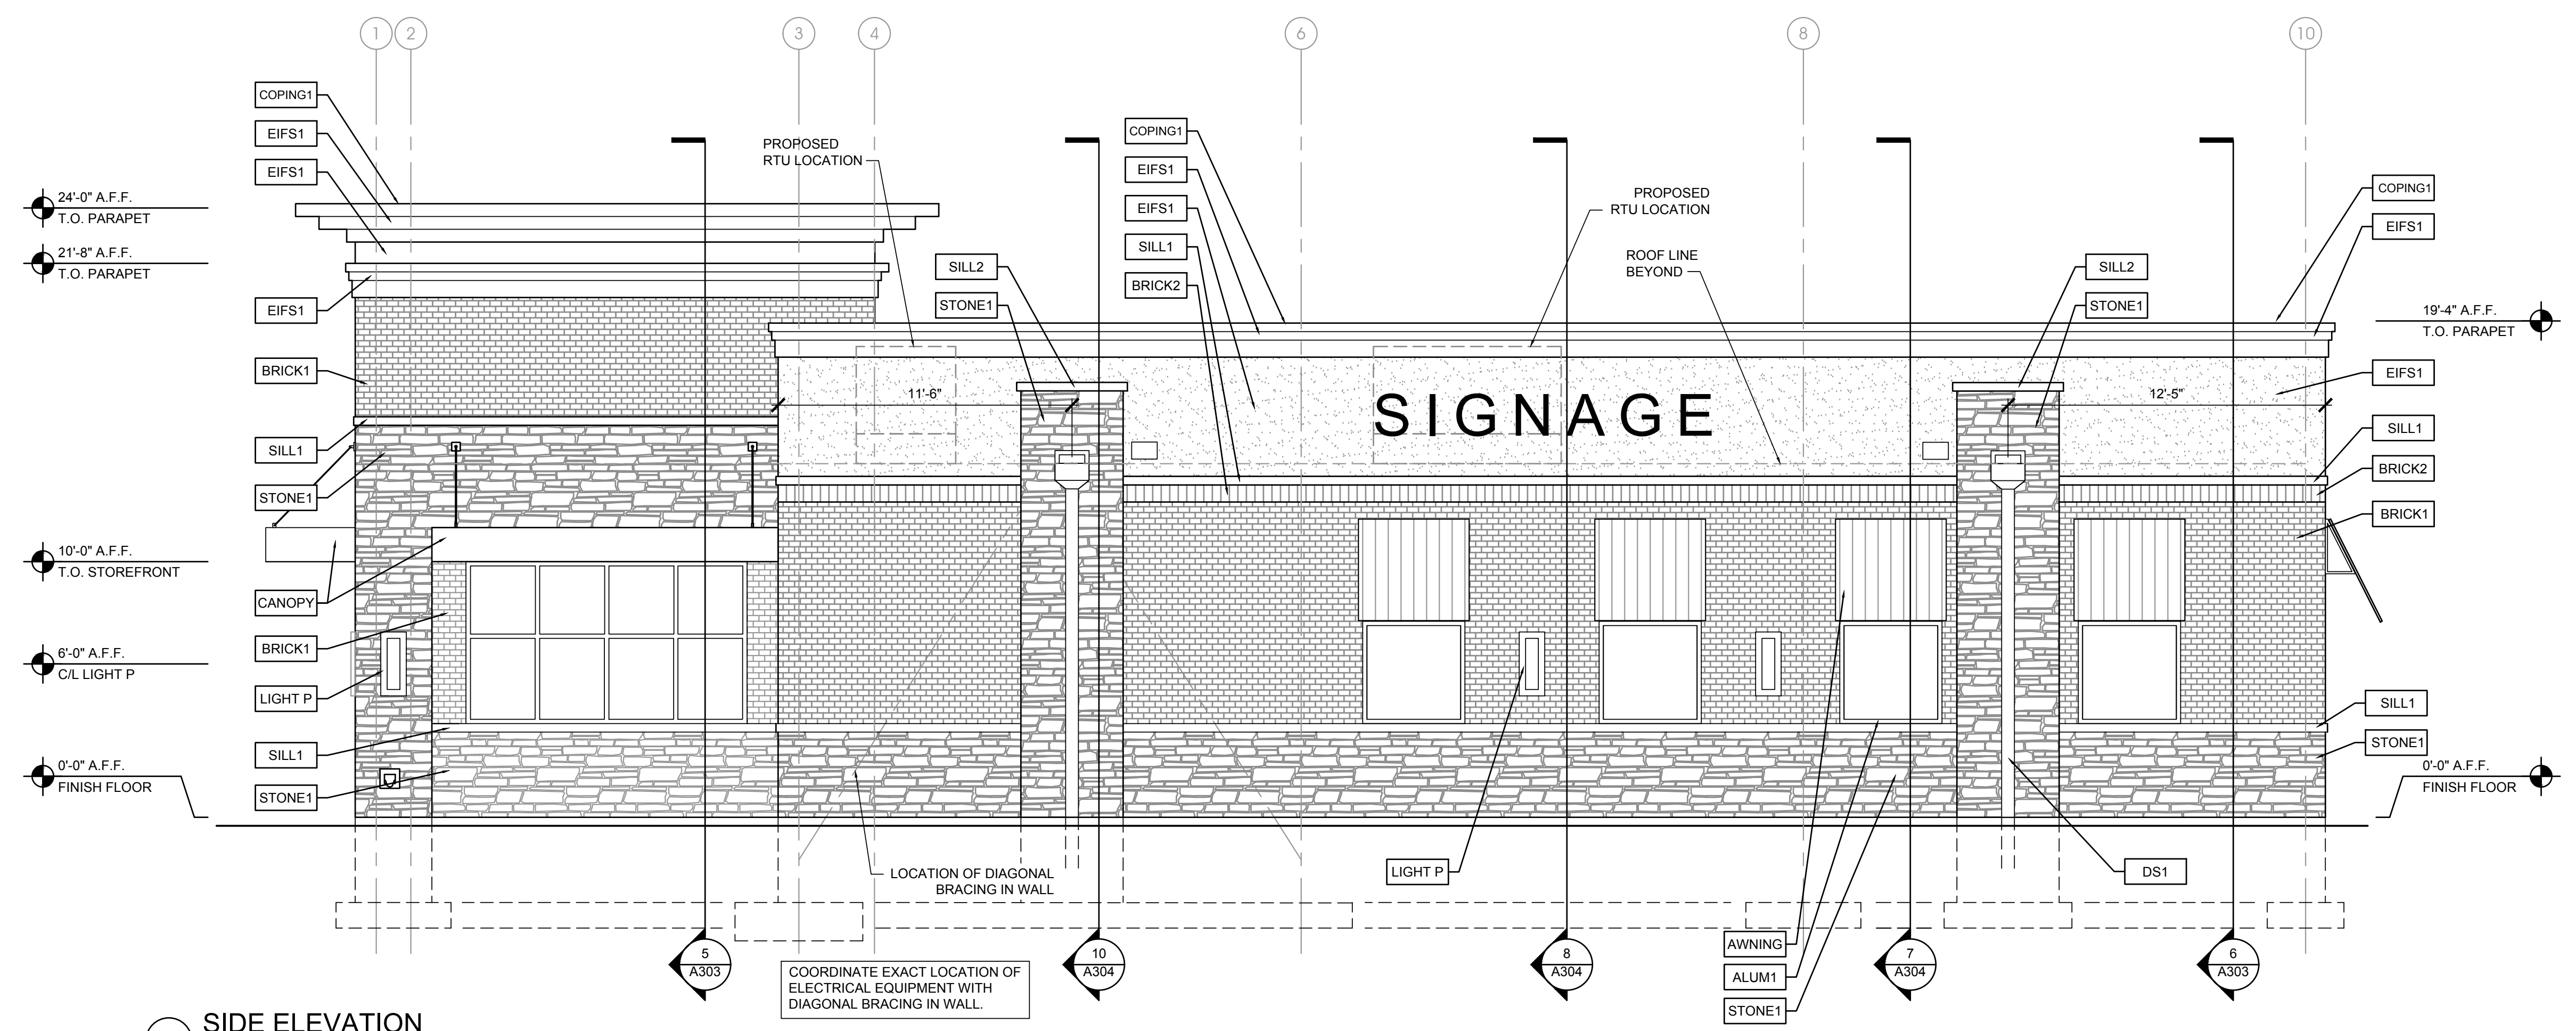 1
2
3
4
6
8
10
COPING1
EIFS1
EIFS1
24'-0" A.F.F.
T.O. PARAPET
21'-8" A.F.F.
T.O. PARAPET
EIFS1
BRICK1
SILL1
STONE1
10'-0" A.F.F.
T.O. STOREFRONT
CANOPY
BRICK1
6'-0" A.F.F.
C/L LIGHT P
LIGHT P
SILL1
0'-0" A.F.F.
FINISH FLOOR
STONE1
PROPOSED
RTU LOCATION
SILL2
STONE1
11'-6"
COPING1
EIFS1
EIFS1
SILL1
BRICK2
PROPOSED
RTU LOCATION
ROOF LINE
BEYOND
SIGNAGE
SILL2
STONE1
12'-5"
COPING1
EIFS1
19'-4" A.F.F.
T.O. PARAPET
EIFS1
SILL1
BRICK2
BRICK1
SILL1
STONE1
0'-0" A.F.F.
FINISH FLOOR
LOCATION OF DIAGONAL
BRACING IN WALL
LIGHT P
DS1
AWNING
ALUM1
STONE1
5
A303
10
A304
8
A304
7
A304
6
A303
COORDINATE EXACT LOCATION OF
ELECTRICAL EQUIPMENT WITH
DIAGONAL BRACING IN WALL.
SIDE ELEVATION